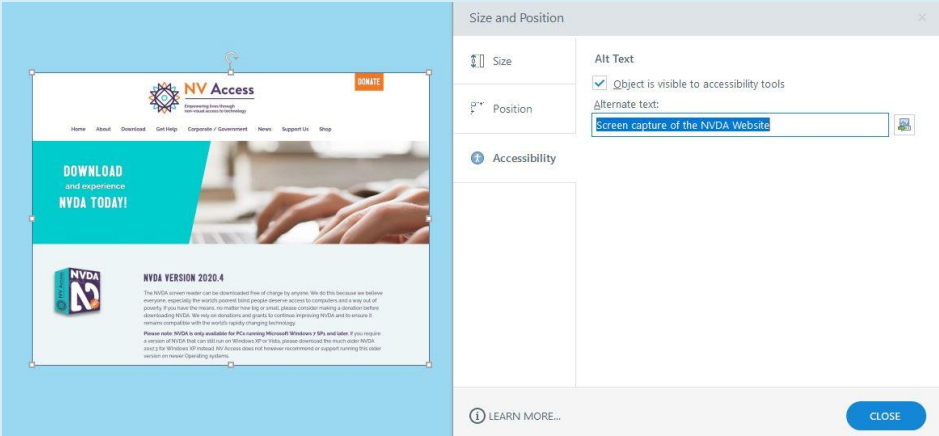 NV Access
Empowering lives through
non-visual access to technology
DONATE
Home About Download Get Help Corporate / Government News Support Us Shop
DOWNLOAD
and experience
NVDA TODAY!
NV Access
NVDA
NVDA VERSION 2020.4
The NVDA screen reader can be downloaded free of charge by anyone. We do this because we believe
everyone, especially the world's poorest blind people deserve access to computers and a way out of
poverty. If you have the means, no matter how big or small, please consider making a donation before
downloading NVDA. We rely on donations and grants to continue improving NVDA and to ensure it
remains compatible with the world's rapidly changing technology.
Please note: NVDA is only available for PCs running Microsoft Windows 7 SP1 and later. If you require
a version of NVDA that can still run on Windows XP or Vista, please download the much older NVDA
2017.3 for Windows XP instead. NV Access does not however recommend or support running this older
version on newer Operating systems.
Size and Position
Size
Position
Accessibility
Alt Text
Object is visible to accessibility tools
Alternate text:
Screen capture of the NVDA Website
LEARN MORE...
CLOSE